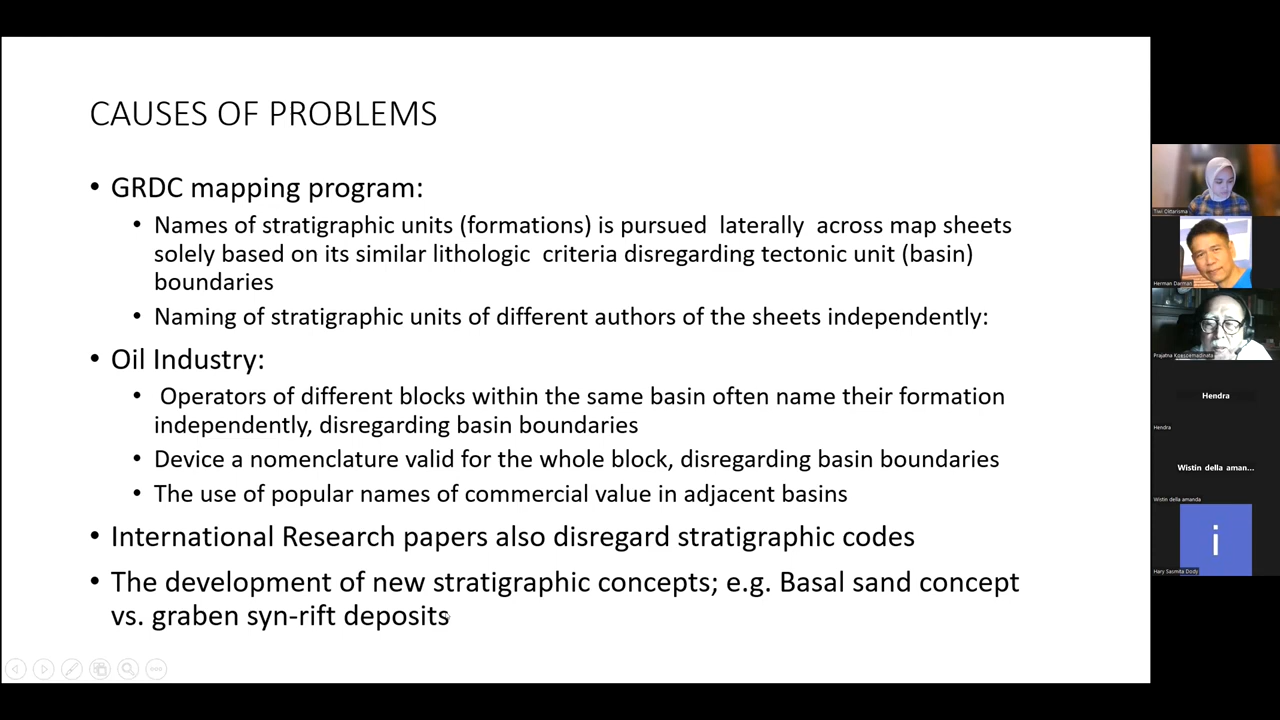 CAUSES OF PROBLEMS
• GRDC mapping program:
• Names of stratigraphic units (formations) is pursued laterally across map sheets
solely based on its similar lithologic criteria disregarding tectonic unit (basin)
boundaries
• Naming of stratigraphic units of different authors of the sheets independently:
• Oil Industry:
• Operators of different blocks within the same basin often name their formation
independently, disregarding basin boundaries
• Device a nomenclature valid for the whole block, disregarding basin boundaries
• The use of popular names of commercial value in adjacent basins
• International Research papers also disregard stratigraphic codes
• The development of new stratigraphic concepts; e.g. Basal sand concept
vs. graben syn-rift deposits
Tiwi Qittarisma
Herman Darman
Prajatna Koesoemadinata
Hendra
Hendra
Wistin della aman...
Wistin della amanda
i
Hary Sasmita Dody